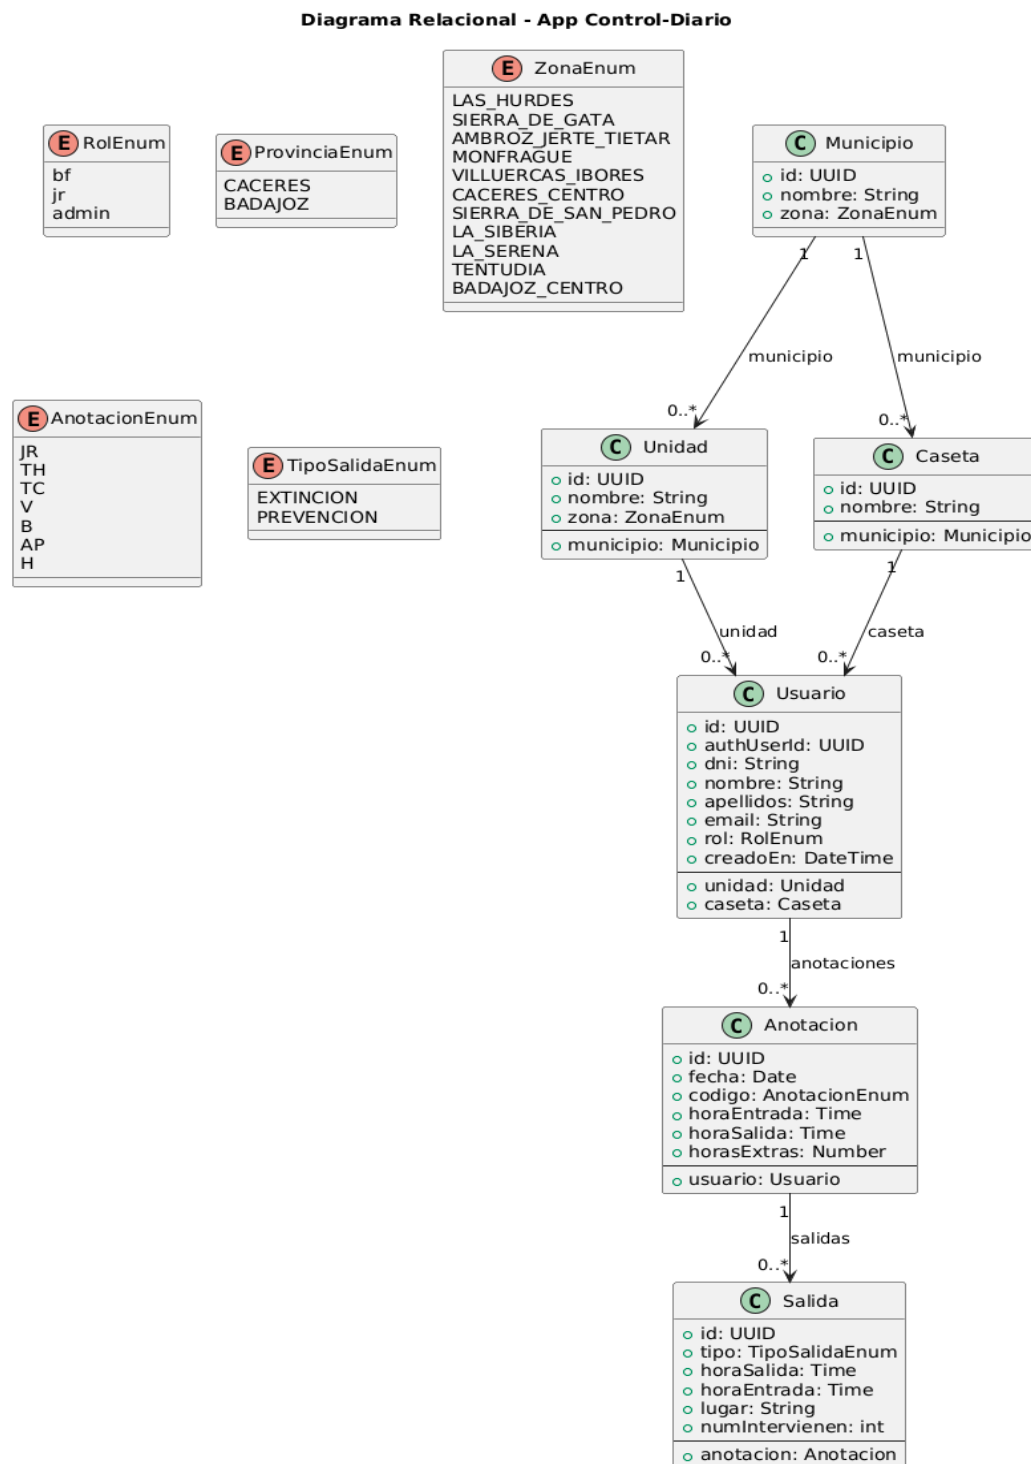 Diagrama Relacional - App Control-Diario
E RolEnum
bf
jr
admin
E ProvinciaEnum
CACERES
BADAJOZ
E ZonaEnum
LAS_HURDES
SIERRA_DE_GATA
AMBROZ_JERTE_TIETAR
MONFRAGUE
VILLUERCAS_IBORES
CACERES_CENTRO
SIERRA_DE_SAN_PEDRO
LA_SIBERIA
LA_SERENA
TENTUDIA
BADAJOZ_CENTRO
C Municipio
id: UUID
nombre: String
zona: ZonaEnum
1
1
municipio
municipio
0..*
0..*
E AnotacionEnum
JR
TH
TC
V
B
AP
H
E TipoSalidaEnum
EXTINCION
PREVENCION
C Unidad
id: UUID
nombre: String
zona: ZonaEnum
municipio: Municipio
C Caseta
id: UUID
nombre: String
municipio: Municipio
1
1
unidad
caseta
0..*
0..*
C Usuario
id: UUID
authUserId: UUID
dni: String
nombre: String
apellidos: String
email: String
rol: RolEnum
creadoEn: DateTime
unidad: Unidad
caseta: Caseta
1
anotaciones
0..*
C Anotacion
id: UUID
fecha: Date
codigo: AnotacionEnum
horaEntrada: Time
horaSalida: Time
horasExtras: Number
usuario: Usuario
1
salidas
0..*
C Salida
id: UUID
tipo: TipoSalidaEnum
horaSalida: Time
horaEntrada: Time
lugar: String
numIntervienen: int
anotacion: Anotacion